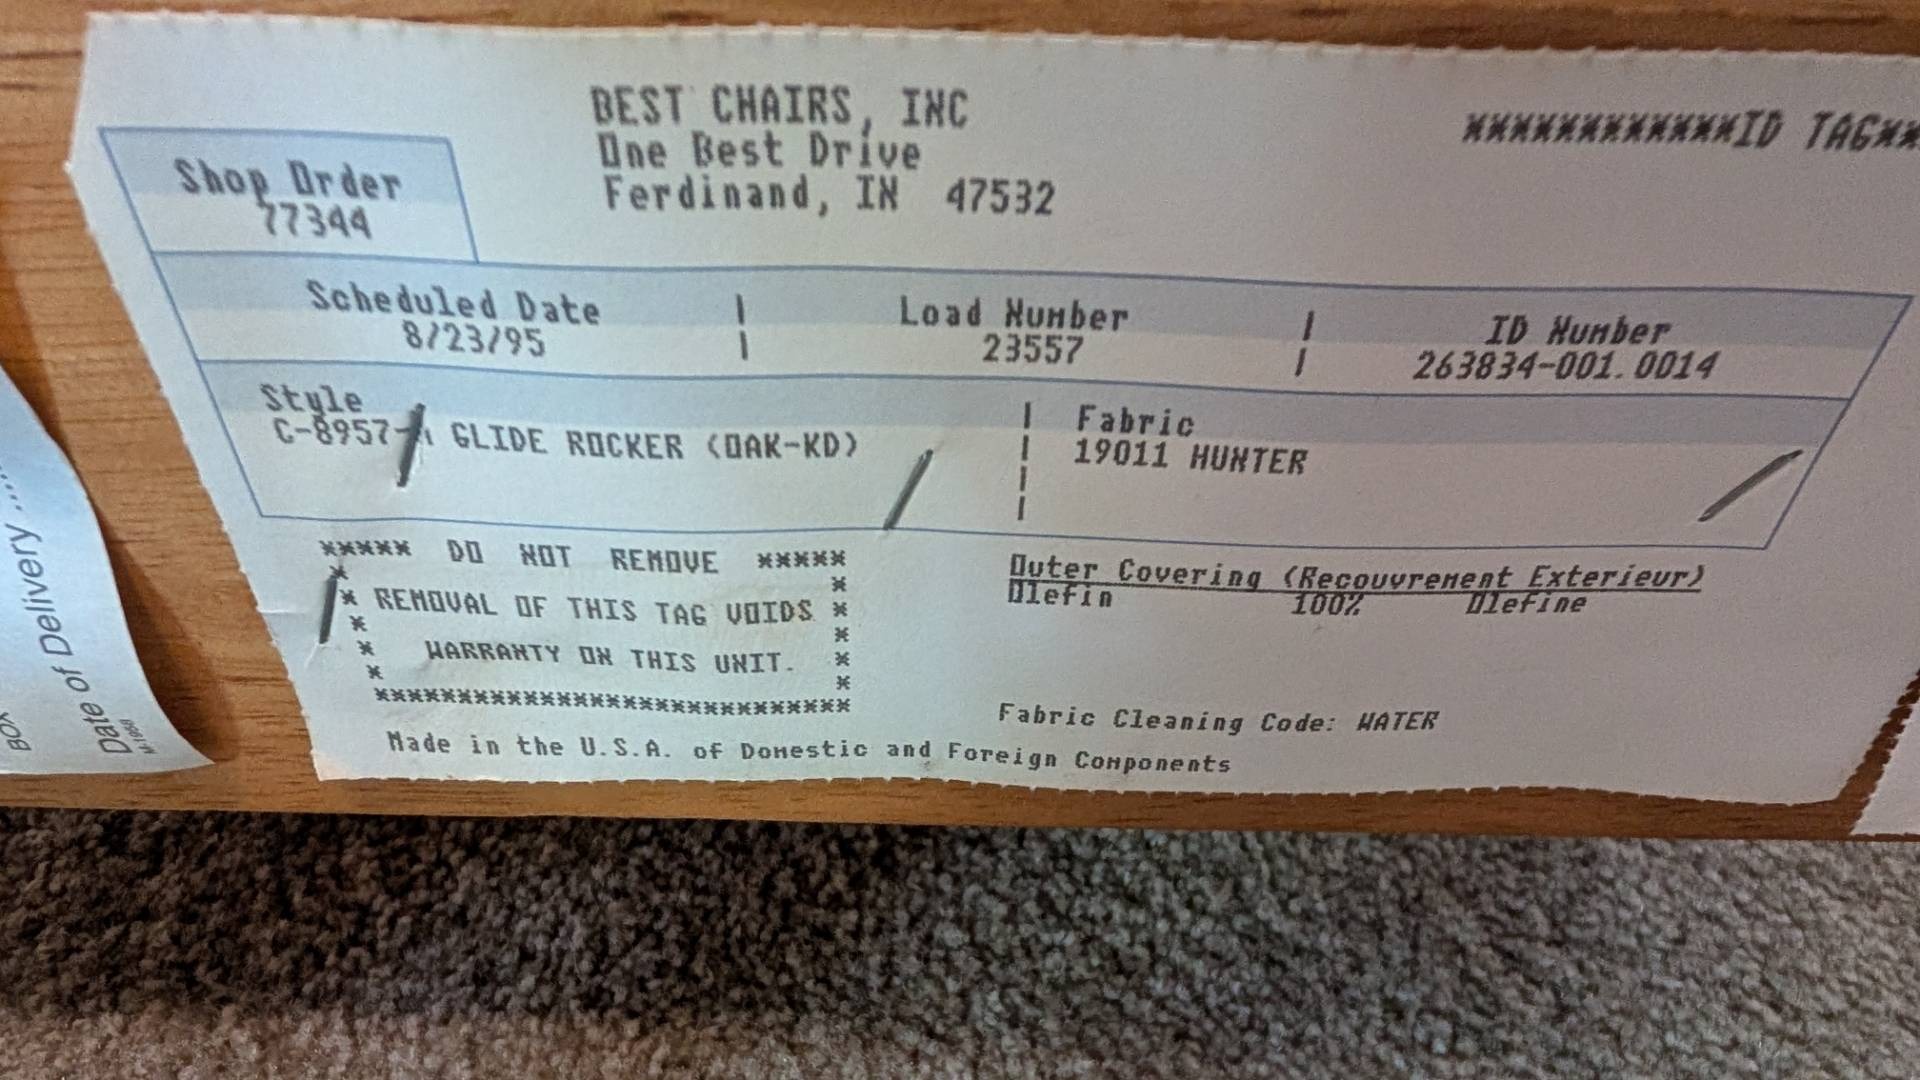 BEST CHAIRS, INC
One Best Drive
Ferdinand, IN 47532
************ID TAG**
Shop Order
77344
Scheduled Date | Load Number | ID Number
8/23/95 | 23557 | 263834-001.0014
Style | Fabric
C-8957- GLIDE ROCKER (OAK-KD) | 19011 HUNTER
***** DO NOT REMOVE *****
* REMOVAL OF THIS TAG VOIDS *
* WARRANTY ON THIS UNIT. *
*****************************
Outer Covering (Recouvrement Exterieur)
Olefin 100% Olefine
Fabric Cleaning Code: WATER
Made in the U.S.A. of Domestic and Foreign Components
BOX
Date of Delivery ....